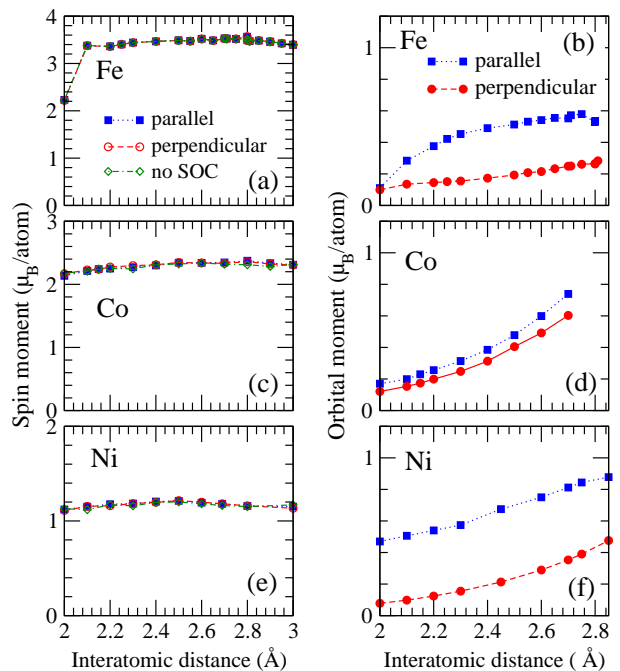 4
3
2
1
0
Fe
parallel
perpendicular
no SOC
(a)
3
2
1
0
Co
(c)
2
1
0
Ni
(e)
2 2.2 2.4 2.6 2.8 3
Interatomic distance ( Å)
Spin moment (μB/atom)
1
0
Fe
(b)
parallel
perpendicular
1
0
Co
(d)
1
0
Ni
(f)
2 2.2 2.4 2.6 2.8
Interatomic distance ( Å)
Orbital moment (μB/atom)